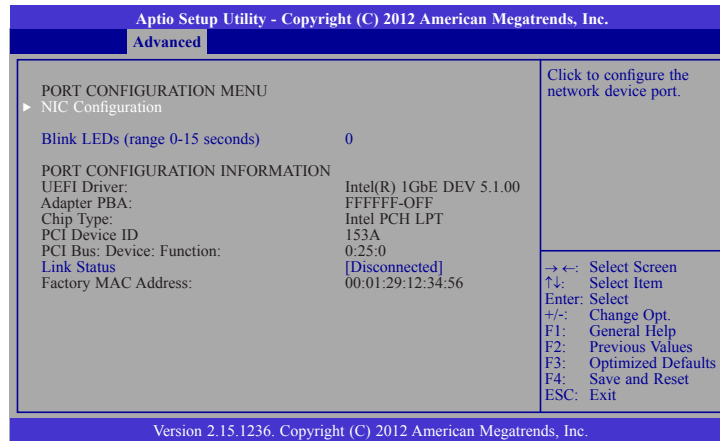 Aptio Setup Utility - Copyright (C) 2012 American Megatrends, Inc.
Advanced
PORT CONFIGURATION MENU
► NIC Configuration
Blink LEDs (range 0-15 seconds) 0
PORT CONFIGURATION INFORMATION
UEFI Driver: Intel(R) 1GbE DEV 5.1.00
Adapter PBA: FFFFFF-OFF
Chip Type: Intel PCH LPT
PCI Device ID 153A
PCI Bus: Device: Function: 0:25:0
Link Status [Disconnected]
Factory MAC Address: 00:01:29:12:34:56
Click to configure the
network device port.
→ ←: Select Screen
↑↓: Select Item
Enter: Select
+/-: Change Opt.
F1: General Help
F2: Previous Values
F3: Optimized Defaults
F4: Save and Reset
ESC: Exit
Version 2.15.1236. Copyright (C) 2012 American Megatrends, Inc.